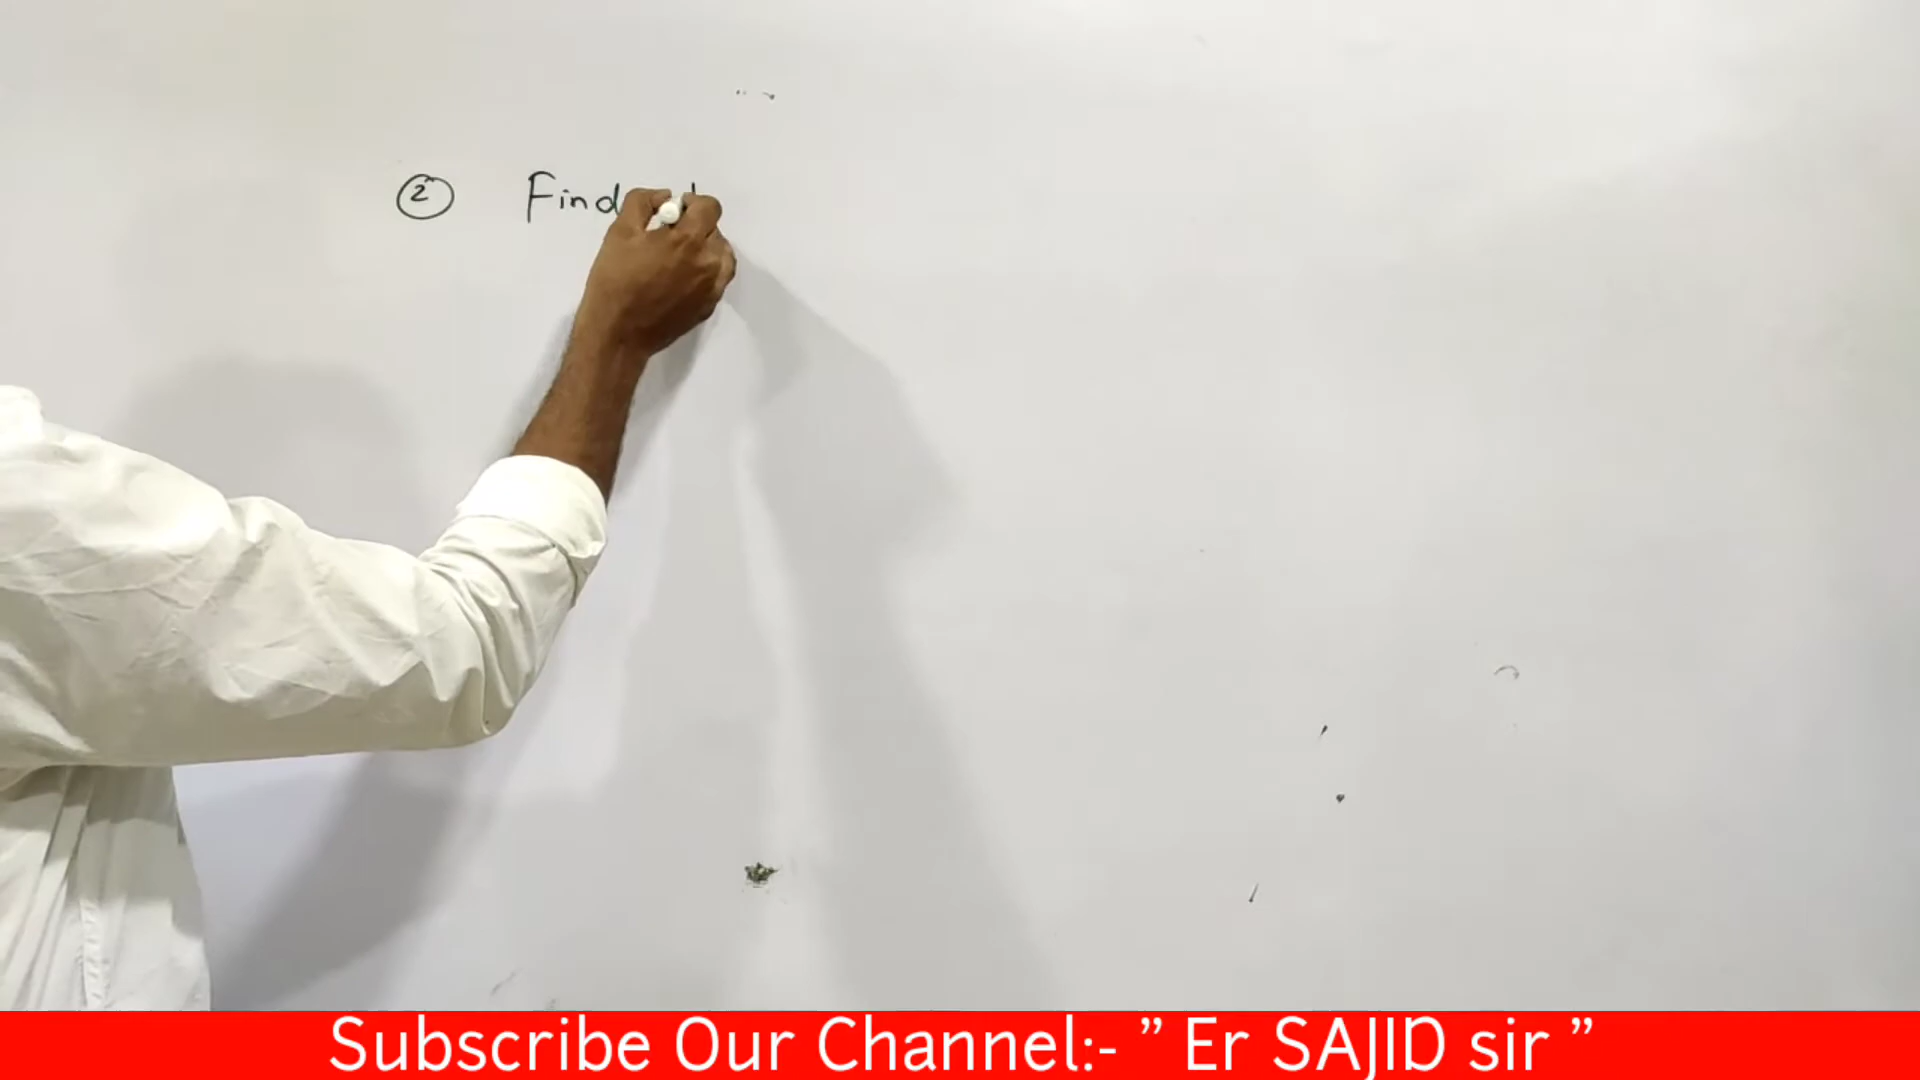 ② Find
Subscribe Our Channel:- ” Er SAJID sir ”